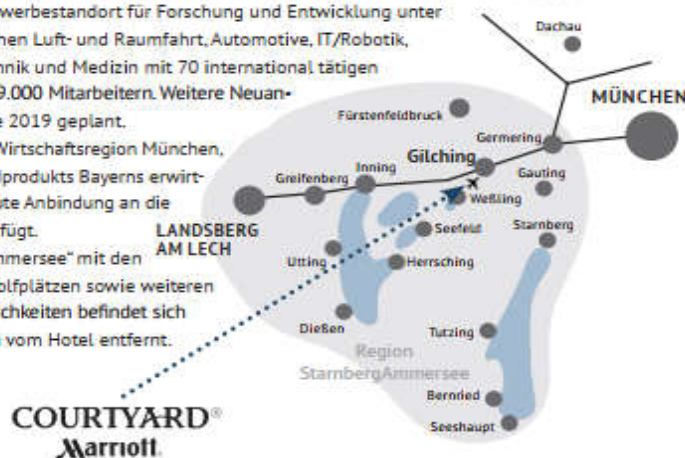 werbestandort für Forschung und Entwicklung unter
en Luft- und Raumfahrt, Automotive, IT/Robotik,
nik und Medizin mit 70 international tätigen
9.000 Mitarbeitern. Weitere Neuan-
2019 geplant.
Wirtschaftsregion München,
dprodukts Bayerns erwirt-
ute Anbindung an die
fügt.
mmersee“ mit den
olfplätzen sowie weiteren
chkeiten befindet sich
vom Hotel entfernt.
Dachau
MÜNCHEN
Fürstenfeldbruck
Germering
Gilching
Inning
Greifenberg
Gauting
Weßling
LANDSBERG
AM LECH
Seefeld
Starnberg
Utting
Herrsching
Dießen
Tutzing
Region
StarnbergAmmersee
Bernried
Seeshaupt
COURTYARD®
Marriott